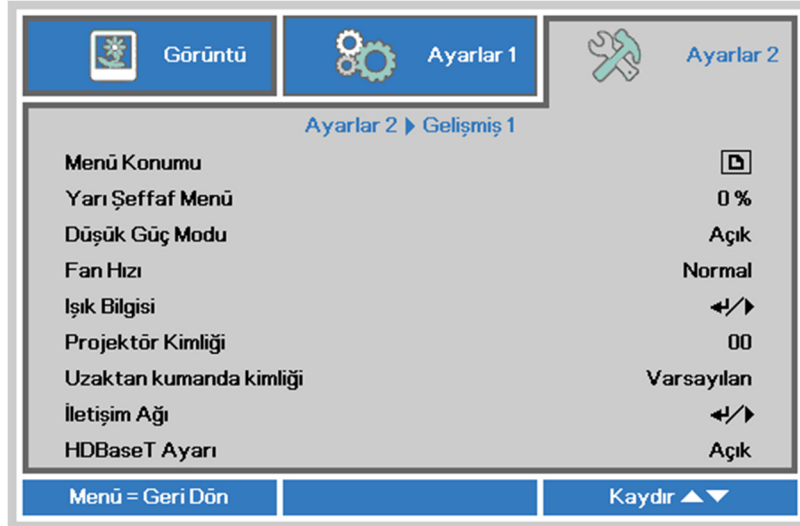 Görüntü
Ayarlar 1
Ayarlar 2
Ayarlar 2 Gelişmiş 1
Menü Konumu
Yarı Şeffaf Menü 0 %
Düşük Güç Modu Açık
Fan Hızı Normal
Işık Bilgisi
Projektör Kimliği 00
Uzaktan kumanda kimliği Varsayılan
İletişim Ağı
HDBaseT Ayarı Açık
Menü = Geri Dön Kaydır